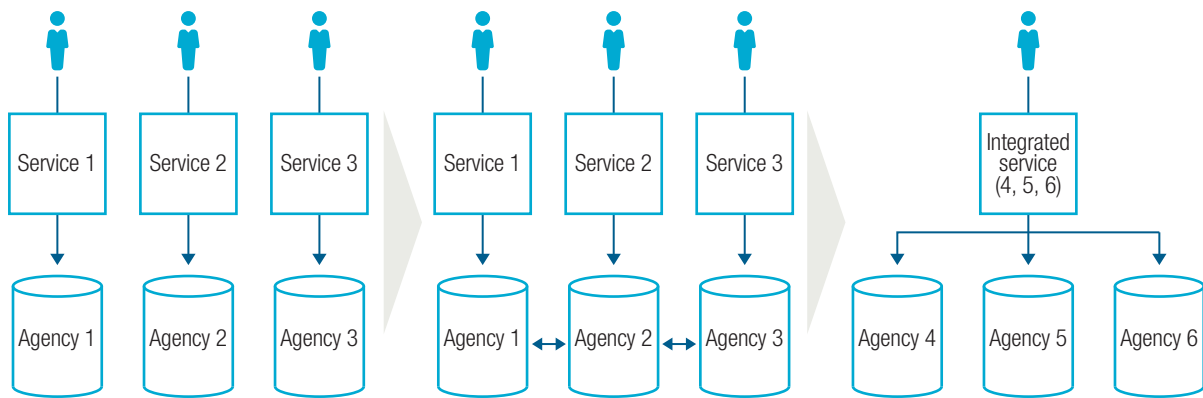 Service 1
Service 2
Service 3
Service 1
Service 2
Service 3
Integrated
service
(4, 5, 6)
Agency 1
Agency 2
Agency 3
Agency 1
Agency 2
Agency 3
Agency 4
Agency 5
Agency 6